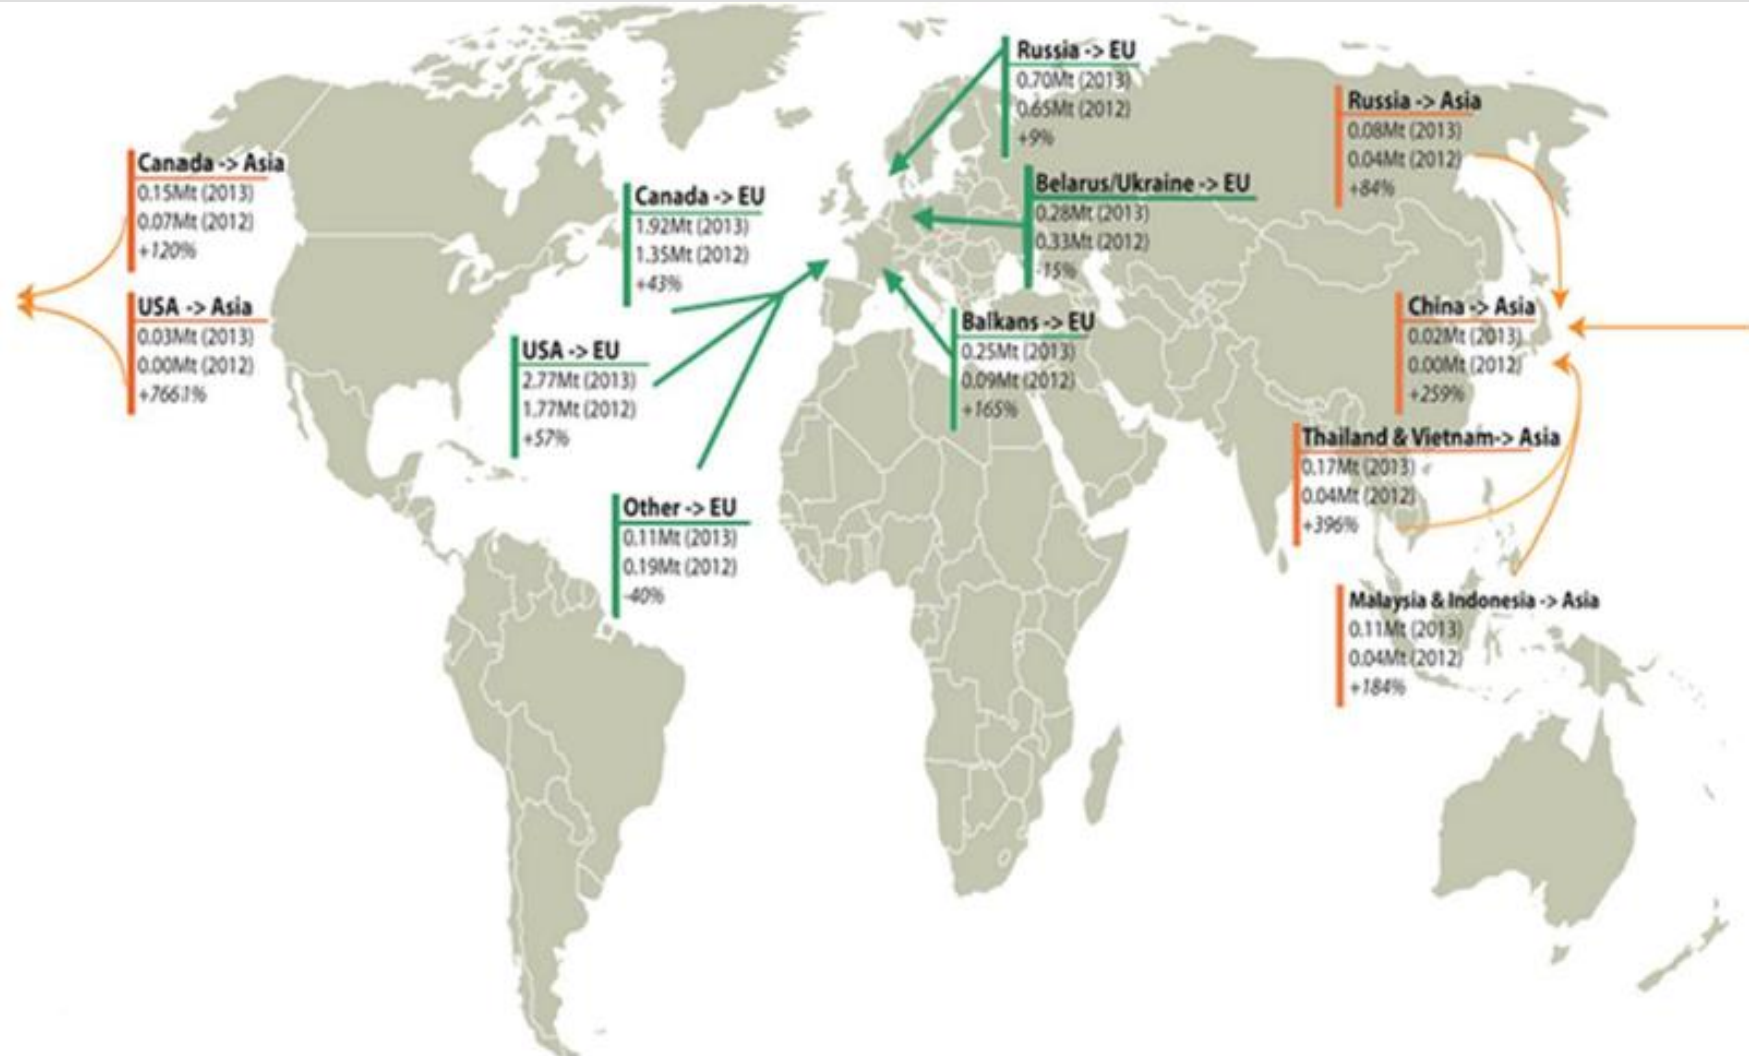 Canada -> Asia
0.15Mt (2013)
0.07Mt (2012)
+120%
USA -> Asia
0.03Mt (2013)
0.00Mt (2012)
+7661%
Canada -> EU
1.92Mt (2013)
1.35Mt (2012)
+43%
USA -> EU
2.77Mt (2013)
1.77Mt (2012)
+57%
Other -> EU
0.11Mt (2013)
0.19Mt (2012)
-40%
Russia -> EU
0.70Mt (2013)
0.65Mt (2012)
+9%
Belarus/Ukraine -> EU
0.28Mt (2013)
0.33Mt (2012)
-15%
Balkans -> EU
0.25Mt (2013)
0.09Mt (2012)
+165%
Russia -> Asia
0.08Mt (2013)
0.04Mt (2012)
+84%
China -> Asia
0.02Mt (2013)
0.00Mt (2012)
+259%
Thailand & Vietnam-> Asia
0.17Mt (2013)
0.04Mt (2012)
+396%
Malaysia & Indonesia -> Asia
0.11Mt (2013)
0.04Mt (2012)
+184%